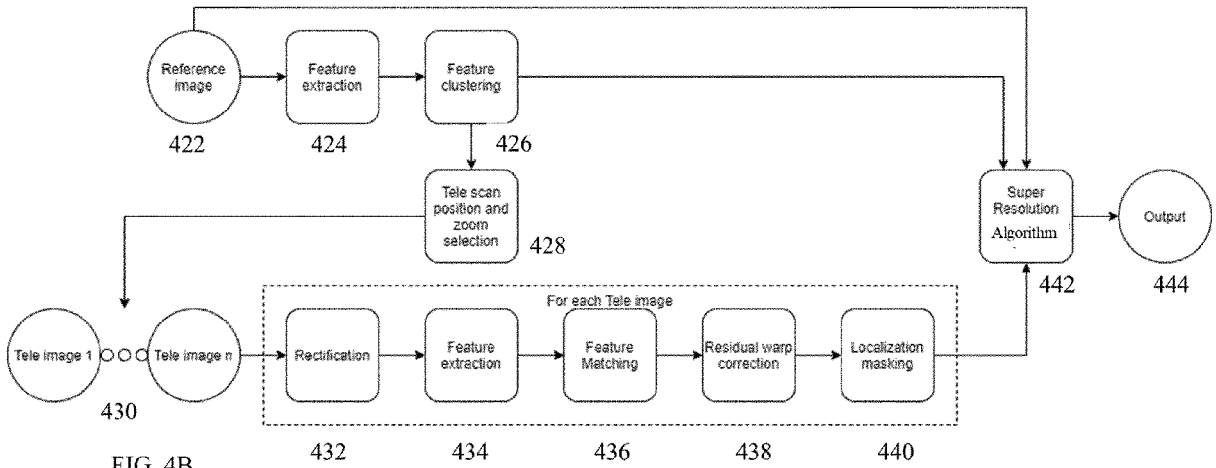 Reference
image
422
Feature
extraction
424
Feature
clustering
426
Tele scan
position and
zoom
selection
428
Super
Resolution
Algorithm
442
Output
444
Tele image 1
Tele image n
430
For each Tele image
Rectification
432
Feature
extraction
434
Feature
Matching
436
Residual warp
correction
438
Localization
masking
440
FIG. 4B